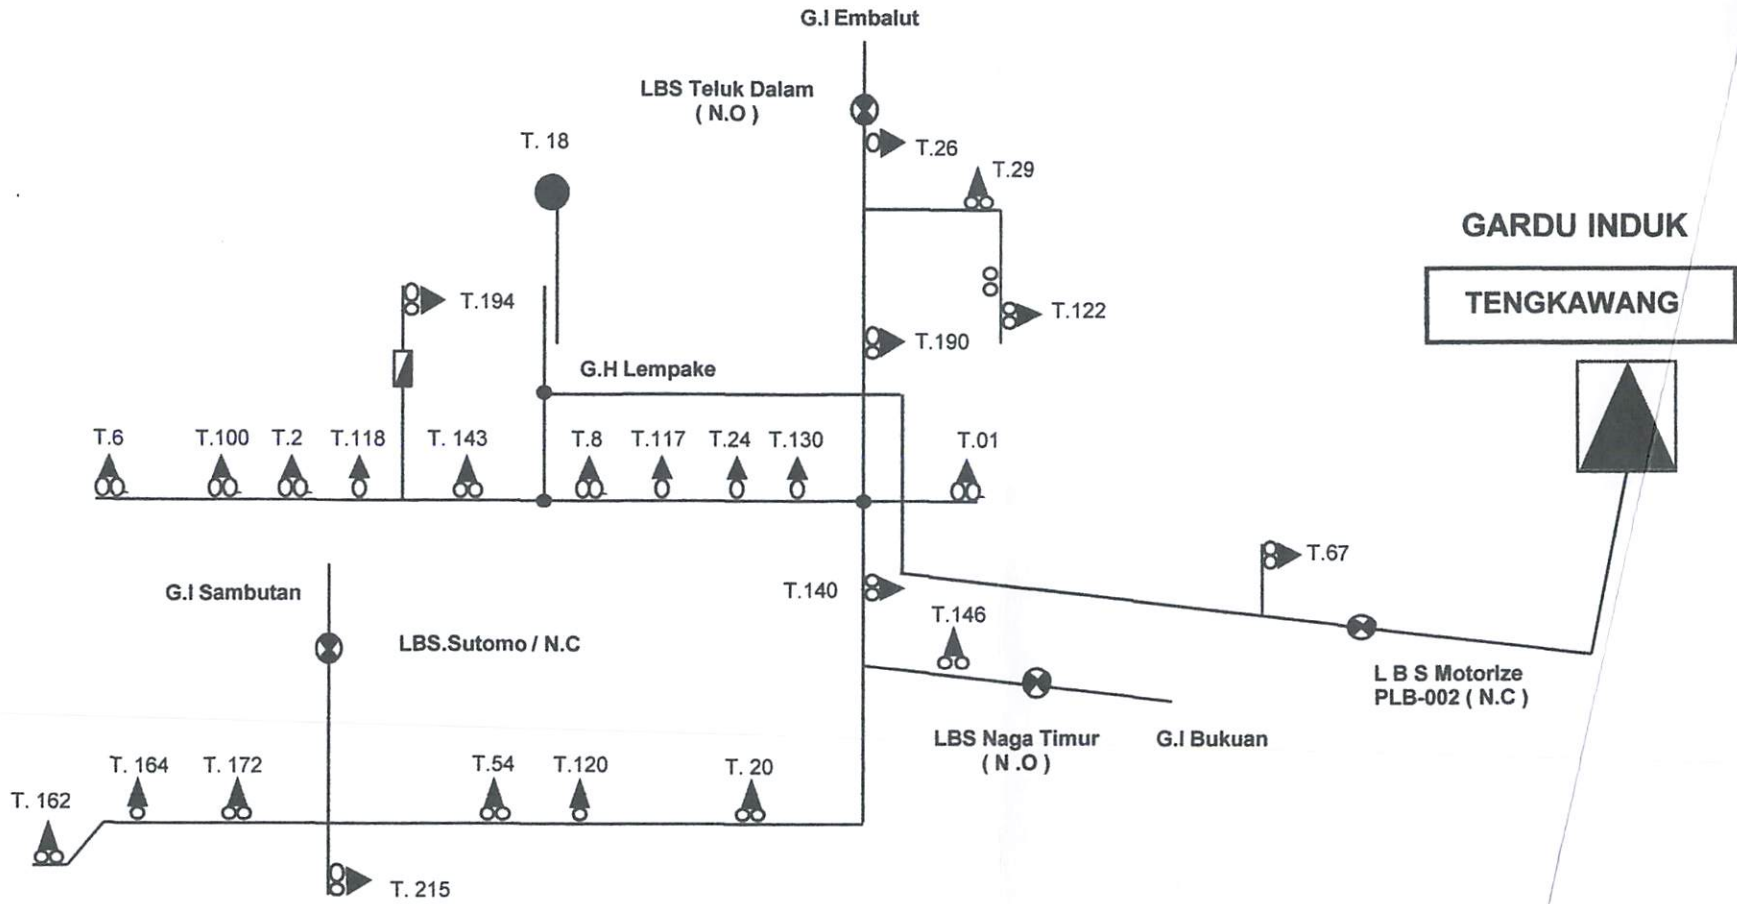 G.I Embalut
LBS Teluk Dalam
( N.O )
T. 18
T.26
T.29
GARDU INDUK
TENGKAWANG
T.194
T.122
T.190
G.H Lempake
T.6
T.100
T.2
T.118
T. 143
T.8
T.117
T.24
T.130
T.01
T.67
G.I Sambutan
T.140
T.146
LBS.Sutomo / N.C
L B S Motorize
PLB-002 ( N.C )
LBS Naga Timur
( N .O )
G.I Bukuan
T. 164
T. 172
T.54
T.120
T. 20
T. 162
T. 215